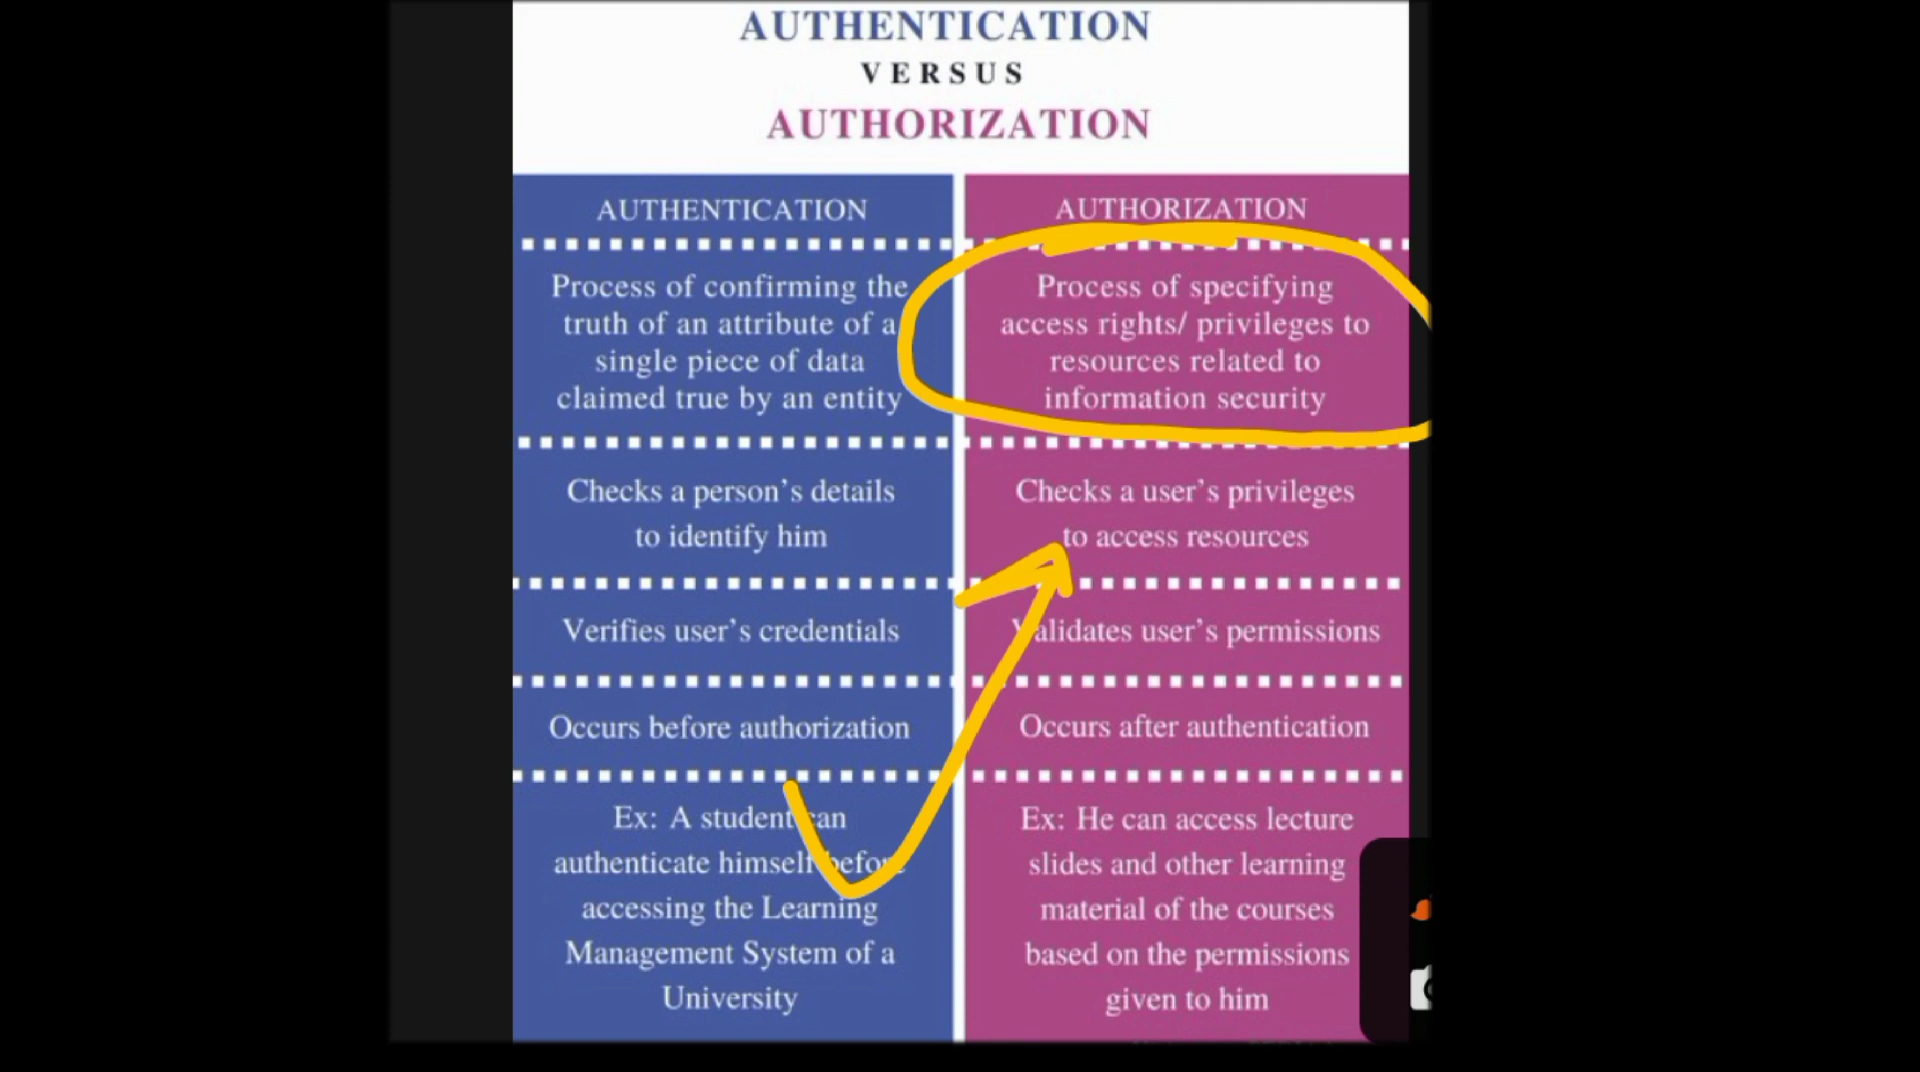 AUTHENTICATION
VERSUS
AUTHORIZATION
AUTHENTICATION
Process of confirming the
truth of an attribute of a
single piece of data
claimed true by an entity
Checks a person's details
to identify him
Verifies user's credentials
Occurs before authorization
Ex: A student can
authenticate himself before
accessing the Learning
Management System of a
University
AUTHORIZATION
Process of specifying
access rights/ privileges to
resources related to
information security
Checks a user's privileges
to access resources
Validates user's permissions
Occurs after authentication
Ex: He can access lecture
slides and other learning
material of the courses
based on the permissions
given to him